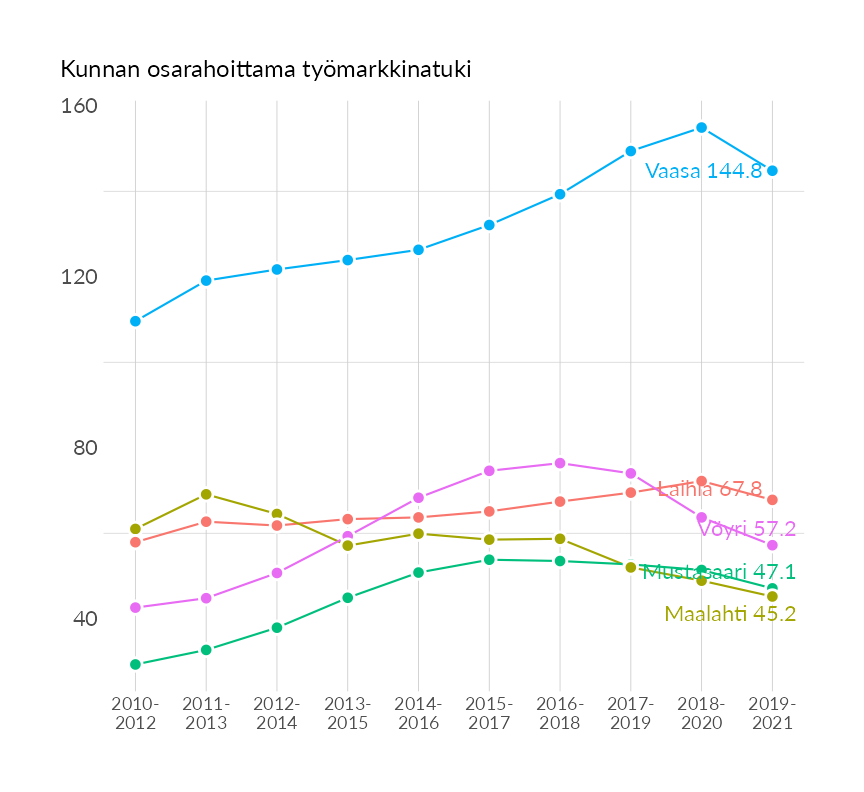 Kunnan osarahoittama työmarkkinatuki
160
Vaasa 144.8
120
80
Laihia 67.8
Vöyri 57.2
Mustasaari 47.1
Maalahti 45.2
40
2010- 2011- 2012- 2013- 2014- 2015- 2016- 2017- 2018- 2019-
2012 2013 2014 2015 2016 2017 2018 2019 2020 2021